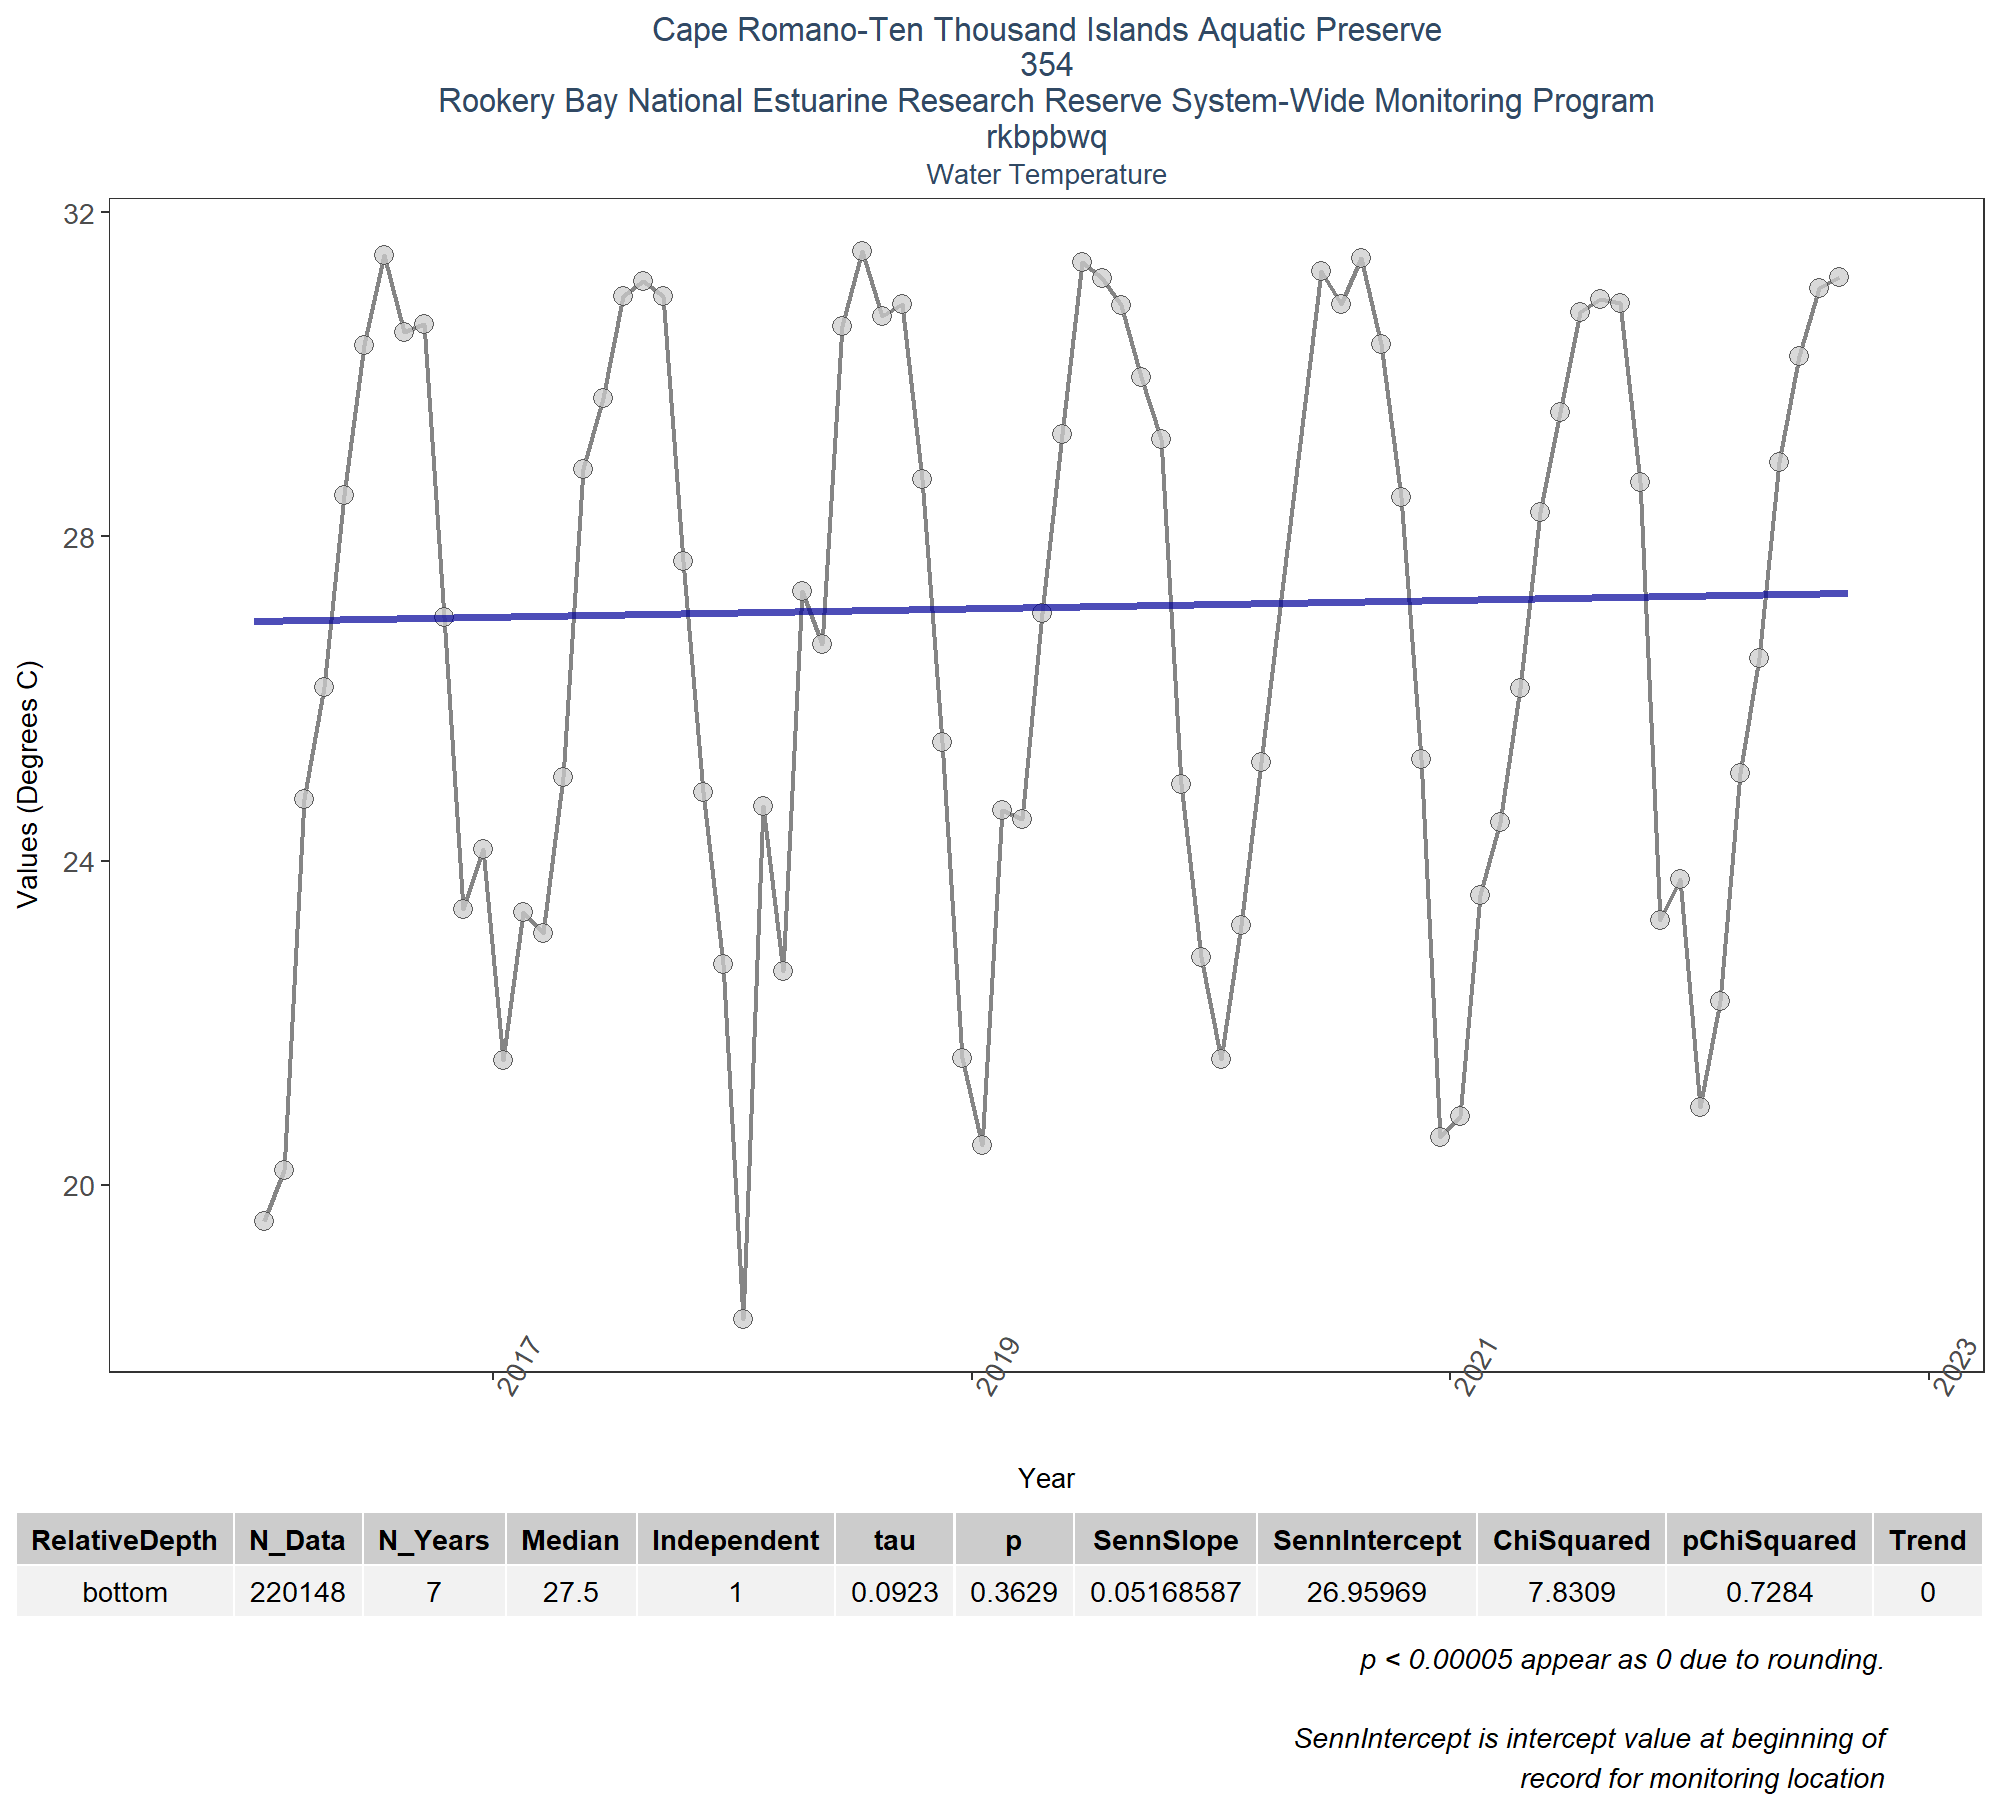 Cape Romano-Ten Thousand Islands Aquatic Preserve
354
Rookery Bay National Estuarine Research Reserve System-Wide Monitoring Program
rkbpbwq
Water Temperature
32
28
24
20
Values (Degrees C)
2017 2019 2021 2023
Year
RelativeDepth N_Data N_Years Median Independent tau p SennSlope SennIntercept ChiSquared pChiSquared Trend
bottom 220148 7 27.5 1 0.0923 0.3629 0.05168587 26.95969 7.8309 0.7284 0
p < 0.00005 appear as 0 due to rounding.
SennIntercept is intercept value at beginning of
record for monitoring location